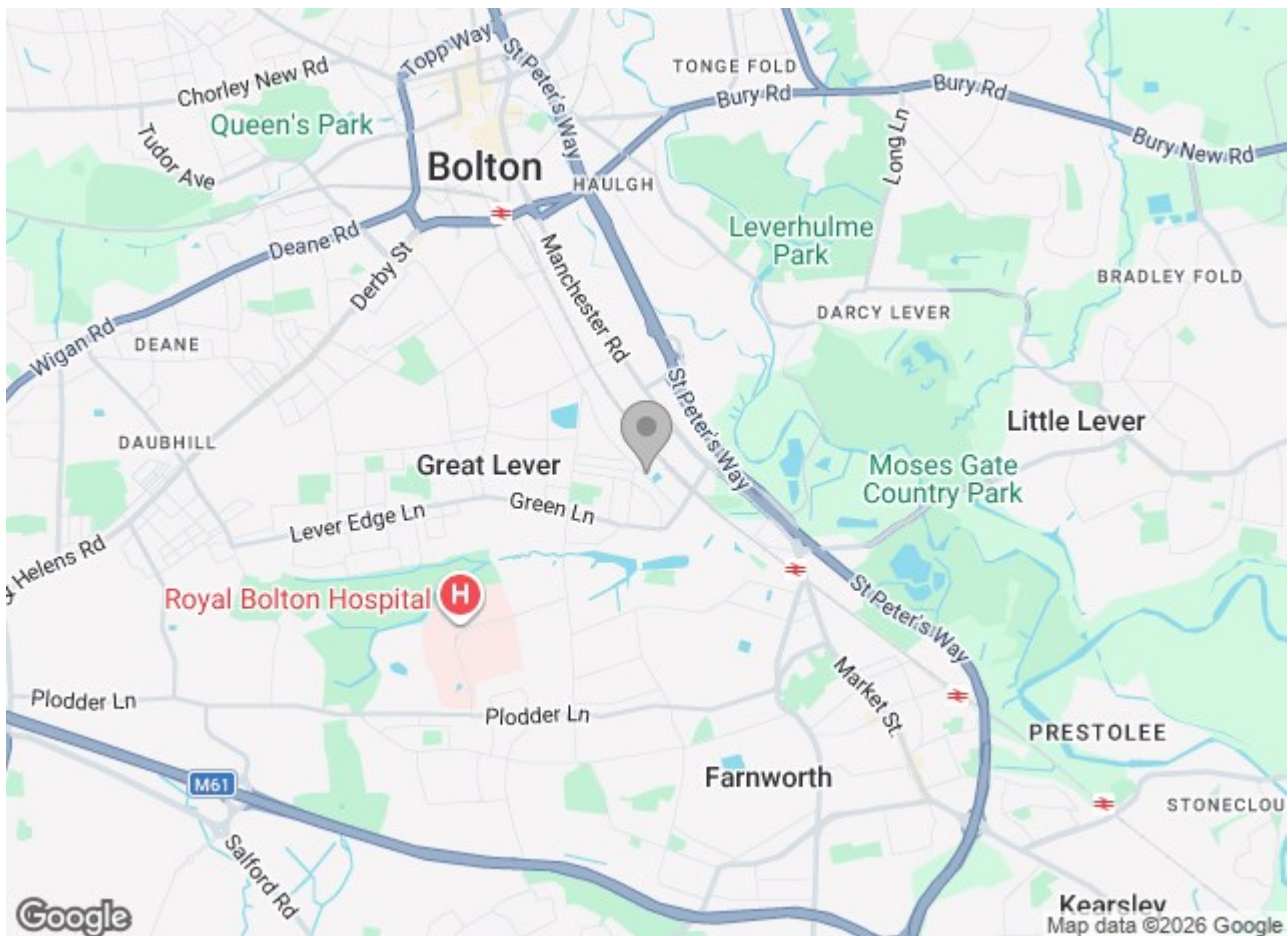 TONGE FOLD
Topp Way
St Peter's Way
Chorley New Rd
Bury Rd
Bury Rd
Queen's Park
Long Ln
Bury New Rd
Tudor Ave
Bolton
HAULGH
Leverhulme
Park
Deane Rd
Derby St
Manchester Rd
BRADLEY FOLD
DARCY LEVER
Wigan Rd
DEANE
St Peter's Way
Little Lever
DAUBHILL
Great Lever
Moses Gate
Country Park
Green Ln
Lever Edge Ln
Helens Rd
Royal Bolton Hospital
H
St Peter's Way
Market St.
Plodder Ln
Plodder Ln
PRESTOLEE
Farnworth
M61
STONECLOU
Salford Rd
Kearsley
Google
Map data ©2026 Google